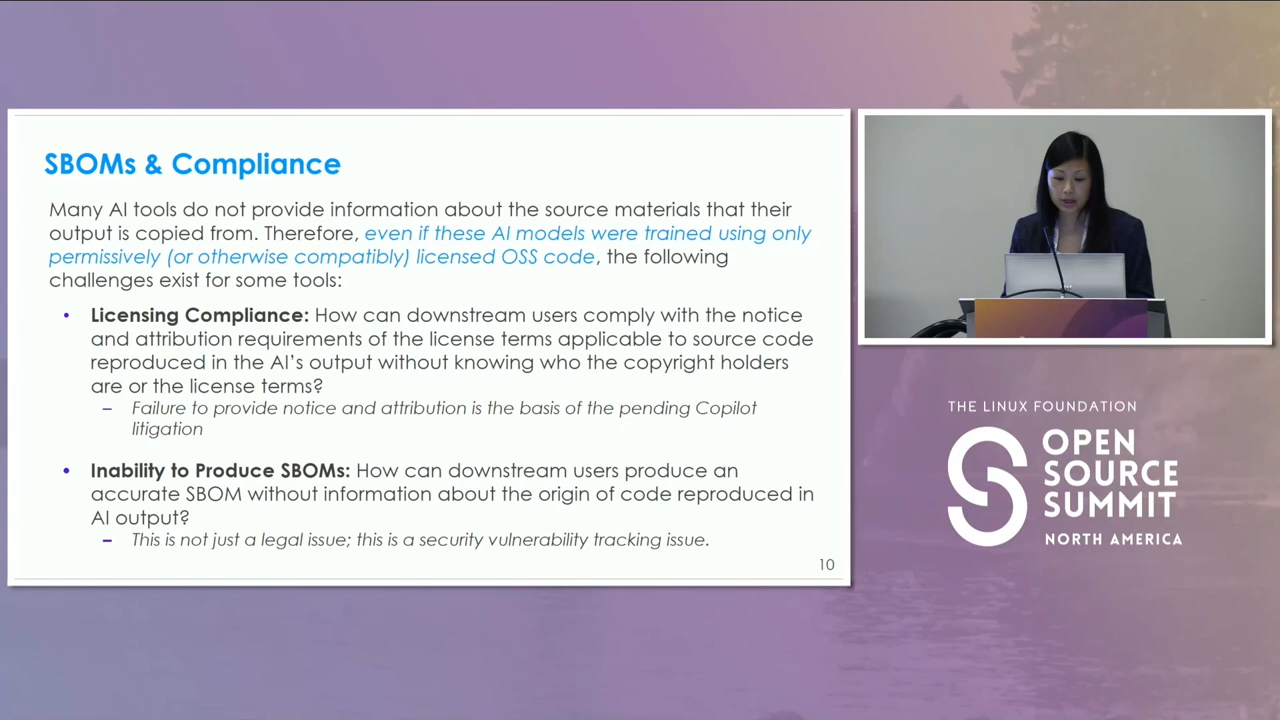 SBOMs & Compliance
Many AI tools do not provide information about the source materials that their
output is copied from. Therefore, even if these AI models were trained using only
permissively (or otherwise compatibly) licensed OSS code, the following
challenges exist for some tools:
• Licensing Compliance: How can downstream users comply with the notice
and attribution requirements of the license terms applicable to source code
reproduced in the AI's output without knowing who the copyright holders
are or the license terms?
– Failure to provide notice and attribution is the basis of the pending Copilot
litigation
• Inability to Produce SBOMs: How can downstream users produce an
accurate SBOM without information about the origin of code reproduced in
AI output?
– This is not just a legal issue; this is a security vulnerability tracking issue.
10
THE LINUX FOUNDATION
OPEN
SOURCE
SUMMIT
NORTH AMERICA